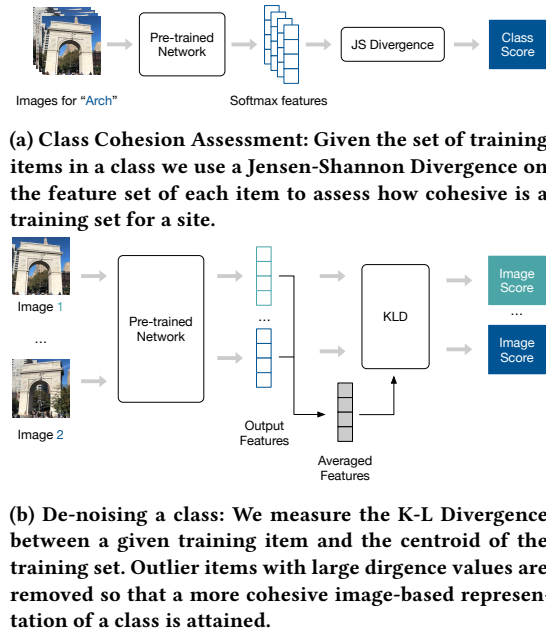 Pre-trained
Network
JS Divergence
Class
Score
Images for "Arch"
Softmax features
(a) Class Cohesion Assessment: Given the set of training
items in a class we use a Jensen-Shannon Divergence on
the feature set of each item to assess how cohesive is a
training set for a site.
Image 1
...
Image 2
Pre-trained
Network
...
Output
Features
Averaged
Features
KLD
Image
Score
...
Image
Score
(b) De-noising a class: We measure the K-L Divergence
between a given training item and the centroid of the
training set. Outlier items with large dirgence values are
removed so that a more cohesive image-based represen-
tation of a class is attained.